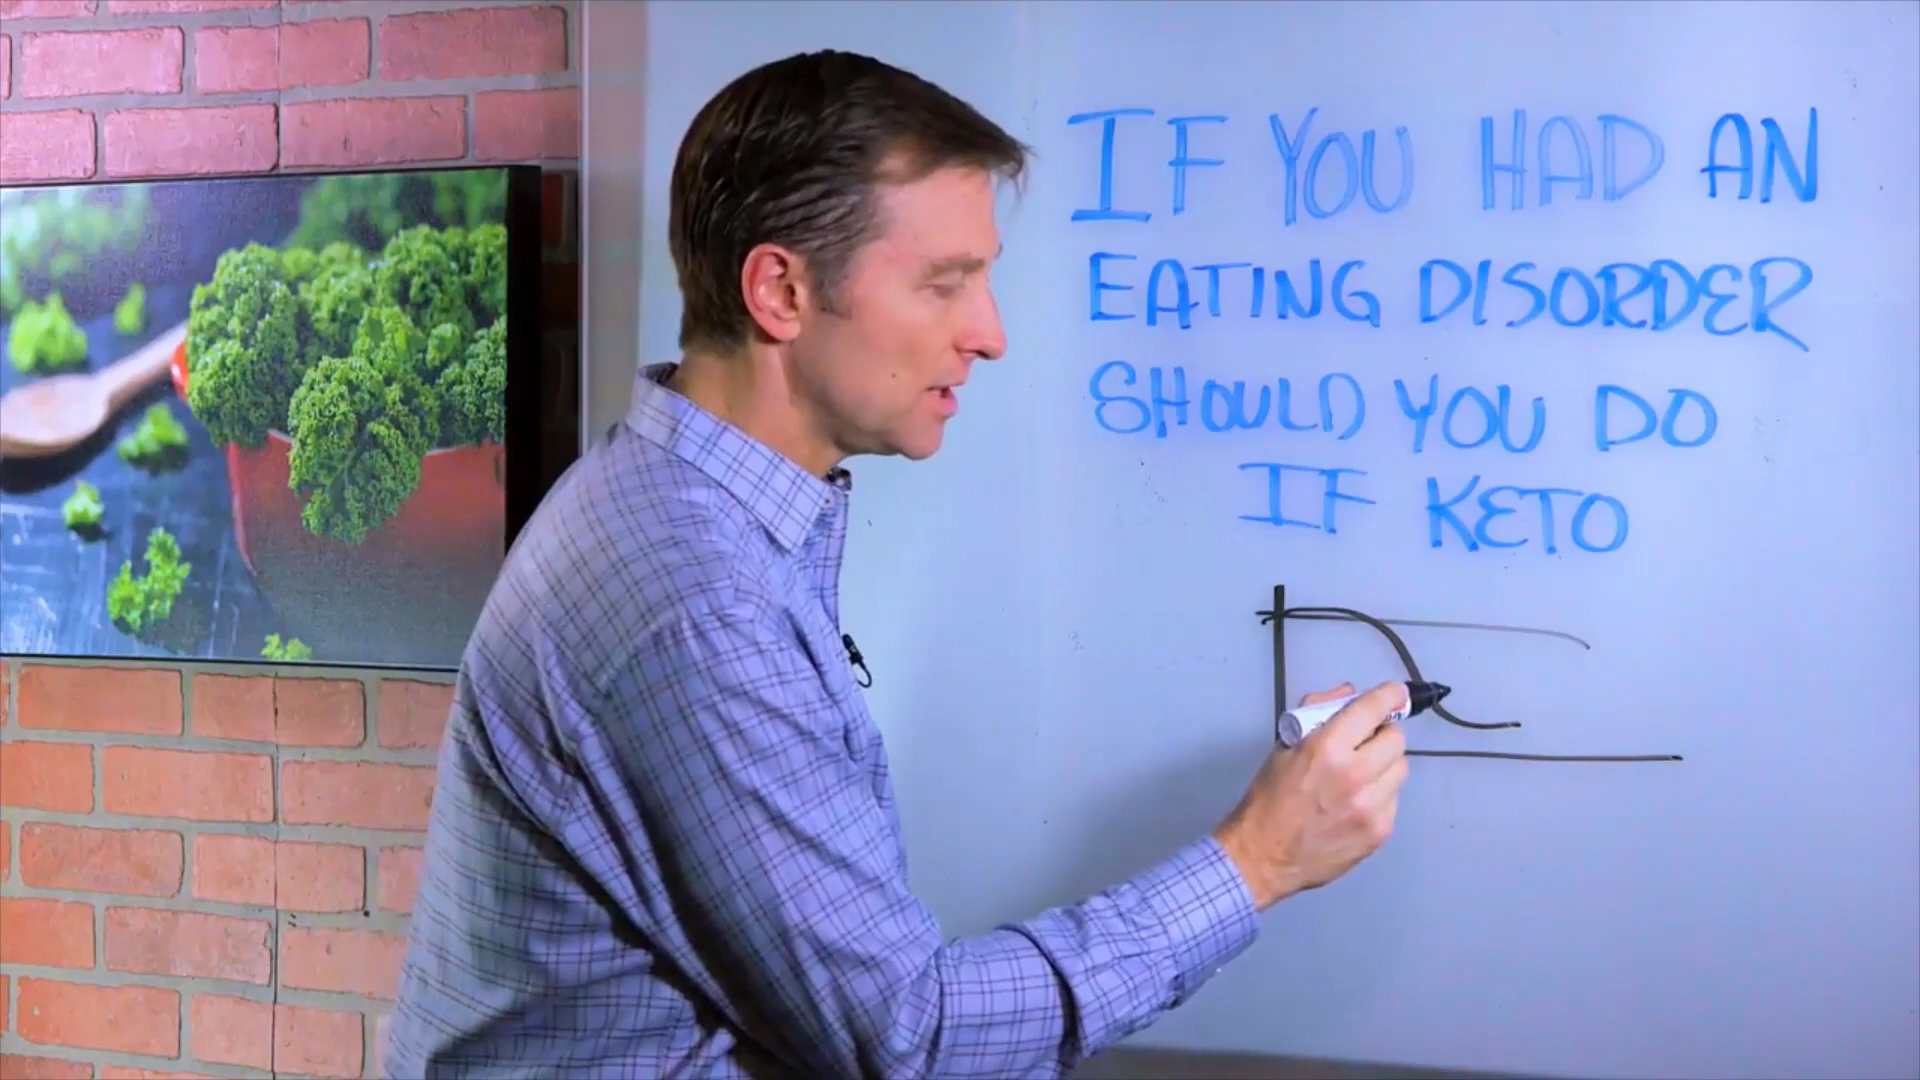 IF YOU HAD AN
EATING DISORDER
SHOULD YOU DO
IF KETO